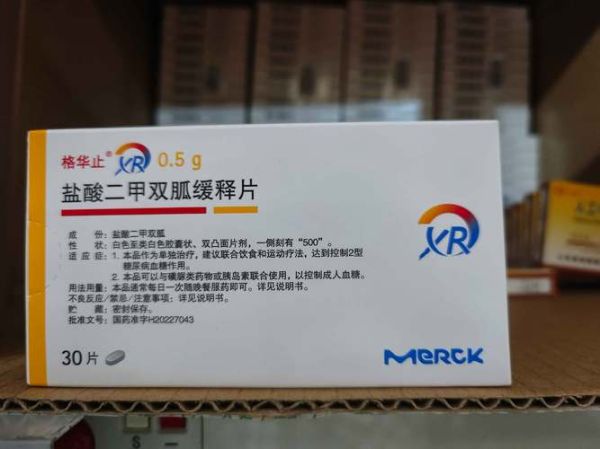 格华止® XR 0.5 g
盐酸二甲双胍缓释片
XR
成　份：盐酸二甲双胍
性　状：白色至类白色胶囊状、双凸面片剂，一侧刻有“500”。
适 应 症：1. 本品作为单独治疗，建议联合饮食和运动疗法，达到控制2型
糖尿病血糖作用。
2. 本品可以与磺脲类药物或胰岛素联合使用，以控制成人血糖。
用法用量：本品通常每日一次随晚餐服药即可。详见说明书。
不良反应/禁忌/注意事项：详见说明书。
贮　藏：密封保存。
批准文号：国药准字H20227043
30 片
MERCK